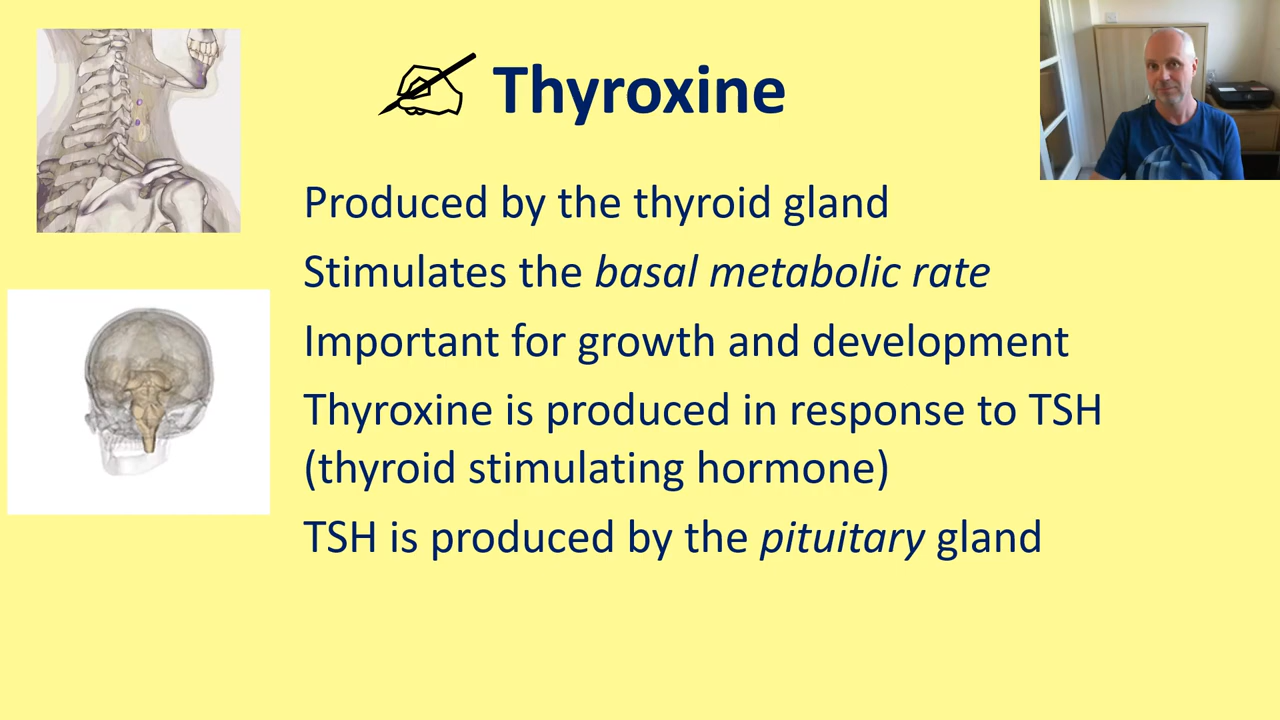 Thyroxine
Produced by the thyroid gland
Stimulates the basal metabolic rate
Important for growth and development
Thyroxine is produced in response to TSH
(thyroid stimulating hormone)
TSH is produced by the pituitary gland